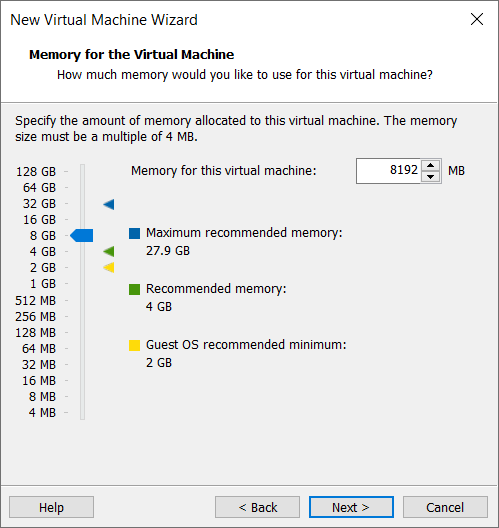 New Virtual Machine Wizard
Memory for the Virtual Machine
How much memory would you like to use for this virtual machine?
Specify the amount of memory allocated to this virtual machine. The memory
size must be a multiple of 4 MB.
Memory for this virtual machine: 8192 MB
128 GB
64 GB
32 GB
16 GB
8 GB
4 GB
2 GB
1 GB
512 MB
256 MB
128 MB
64 MB
32 MB
16 MB
8 MB
4 MB
Maximum recommended memory:
27.9 GB
Recommended memory:
4 GB
Guest OS recommended minimum:
2 GB
Help < Back Next > Cancel